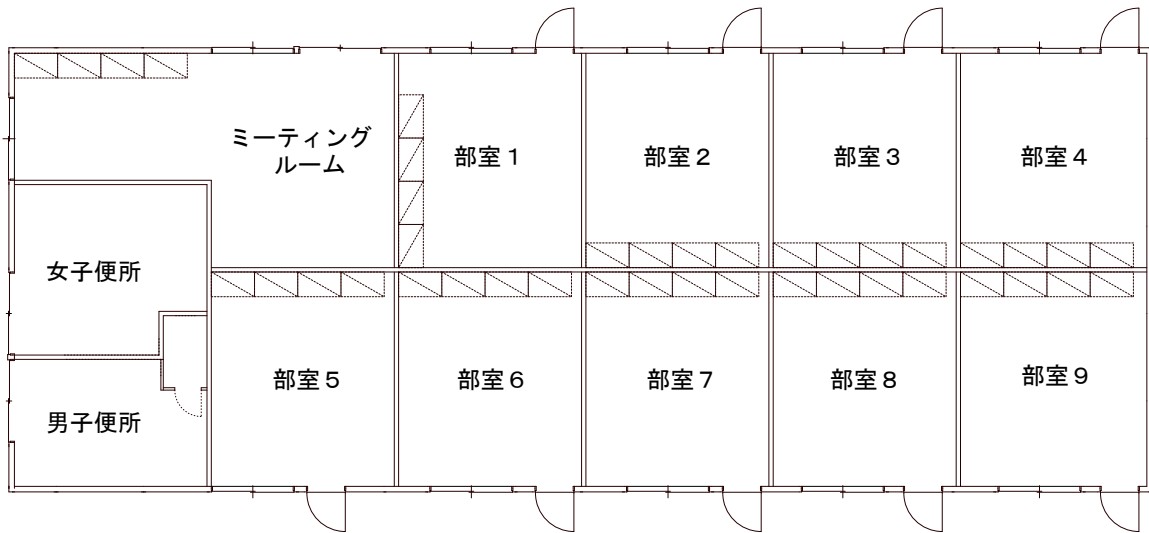 ミーティング
ルーム
部室１
部室２
部室３
部室４
女子便所
男子便所
部室５
部室６
部室７
部室８
部室９